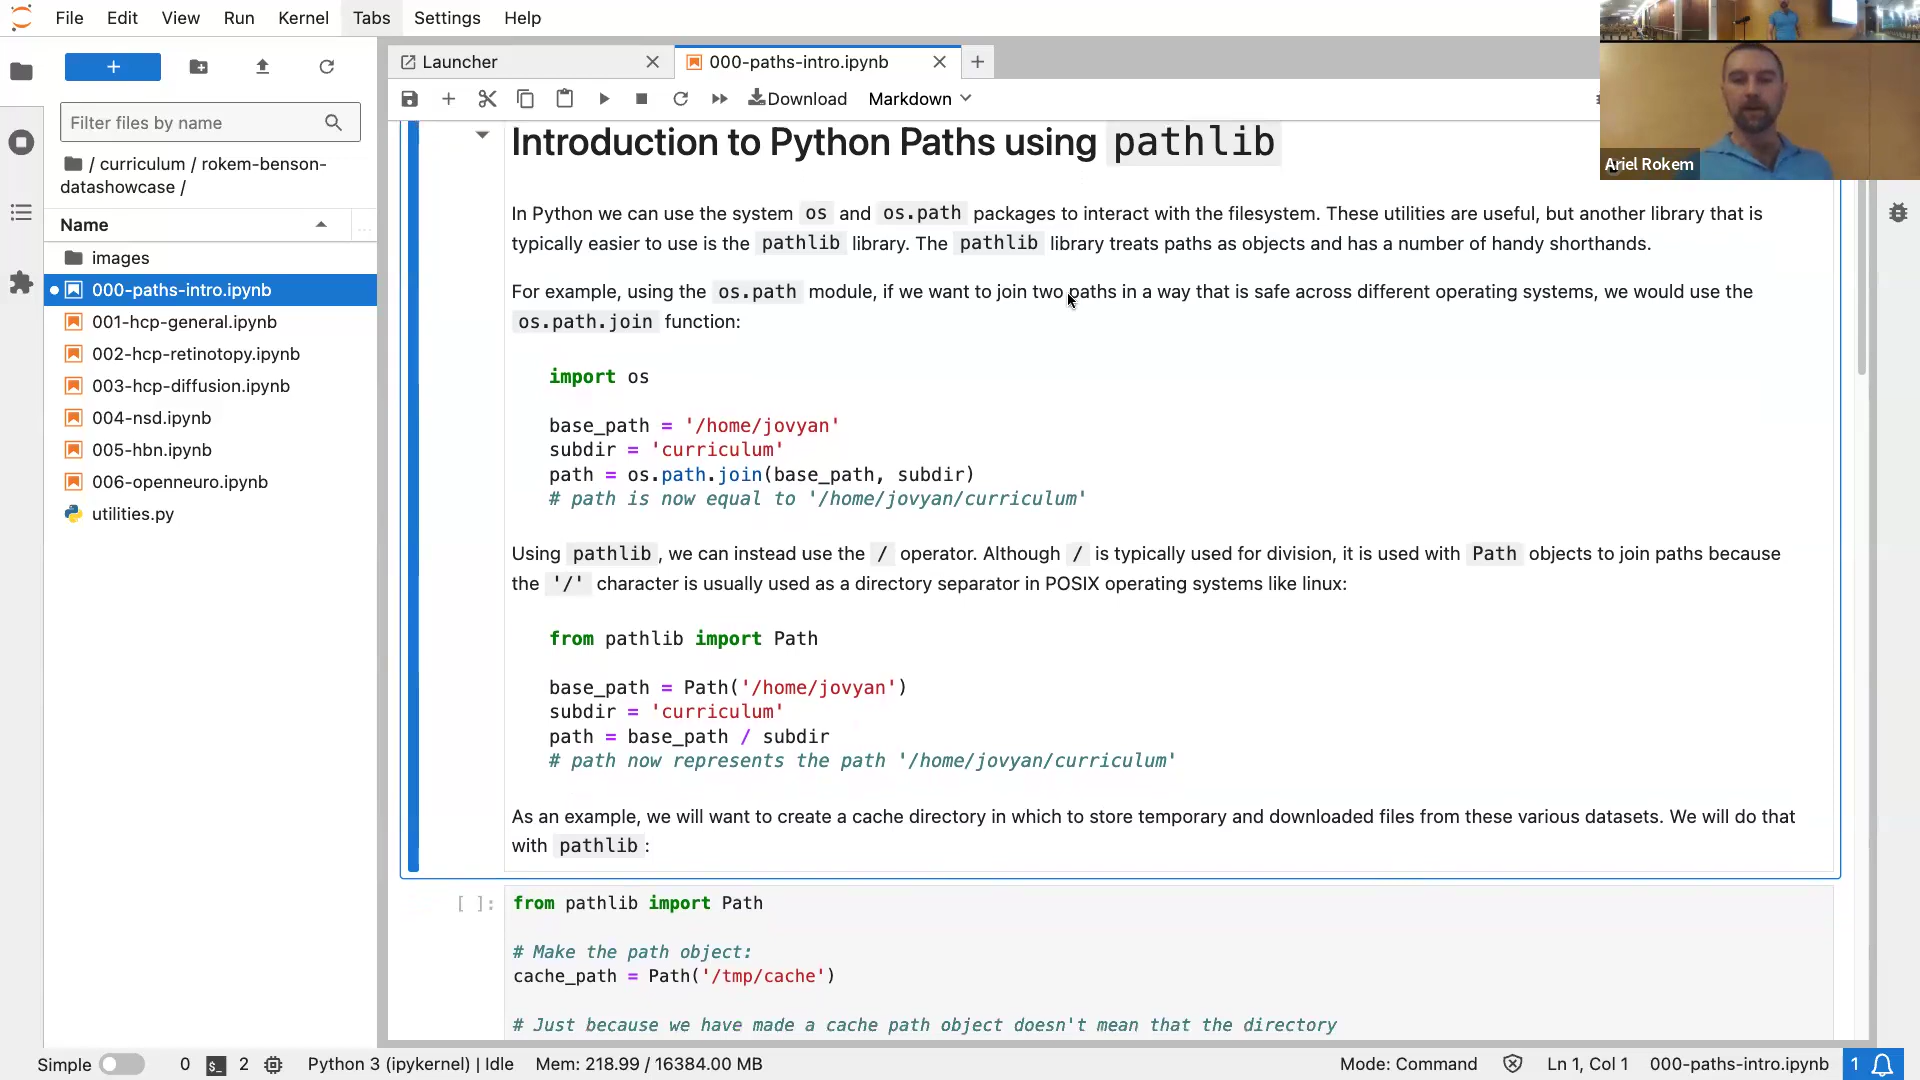 File Edit View Run Kernel Tabs Settings Help
Launcher
000-paths-intro.ipynb
Download Markdown
Filter files by name
/ curriculum / rokem-benson-
datashowcase /
Name
images
000-paths-intro.ipynb
001-hcp-general.ipynb
002-hcp-retinotopy.ipynb
003-hcp-diffusion.ipynb
004-nsd.ipynb
005-hbn.ipynb
006-openneuro.ipynb
utilities.py
Ariel Rokem
Introduction to Python Paths using pathlib
In Python we can use the system os and os.path packages to interact with the filesystem. These utilities are useful, but another library that is
typically easier to use is the pathlib library. The pathlib library treats paths as objects and has a number of handy shorthands.
For example, using the os.path module, if we want to join two paths in a way that is safe across different operating systems, we would use the
os.path.join function:
import os
base_path = '/home/jovyan'
subdir = 'curriculum'
path = os.path.join(base_path, subdir)
# path is now equal to '/home/jovyan/curriculum'
Using pathlib, we can instead use the / operator. Although / is typically used for division, it is used with Path objects to join paths because
the '/' character is usually used as a directory separator in POSIX operating systems like linux:
from pathlib import Path
base_path = Path('/home/jovyan')
subdir = 'curriculum'
path = base_path / subdir
# path now represents the path '/home/jovyan/curriculum'
As an example, we will want to create a cache directory in which to store temporary and downloaded files from these various datasets. We will do that
with pathlib:
[ ]:
from pathlib import Path
# Make the path object:
cache_path = Path('/tmp/cache')
# Just because we have made a cache path object doesn't mean that the directory
Simple 0 2 Python 3 (ipykernel) | Idle Mem: 218.99 / 16384.00 MB Mode: Command Ln 1, Col 1 000-paths-intro.ipynb 1